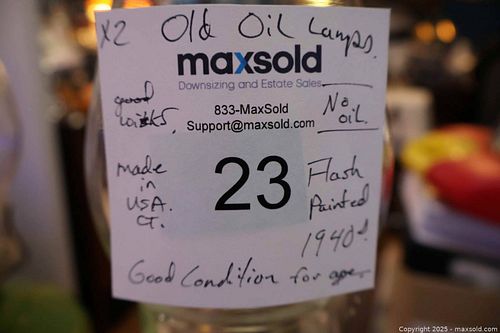 x2 Old Oil Lamps.
maxsold
Downsizing and Estate Sales
good
wicks.
833-MaxSold
Support@maxsold.com
No
oil.
made
in
USA.
CT.
23
Flash
Painted
1940s.
Good Condition for age.
Copyright 2025 - maxsold.com